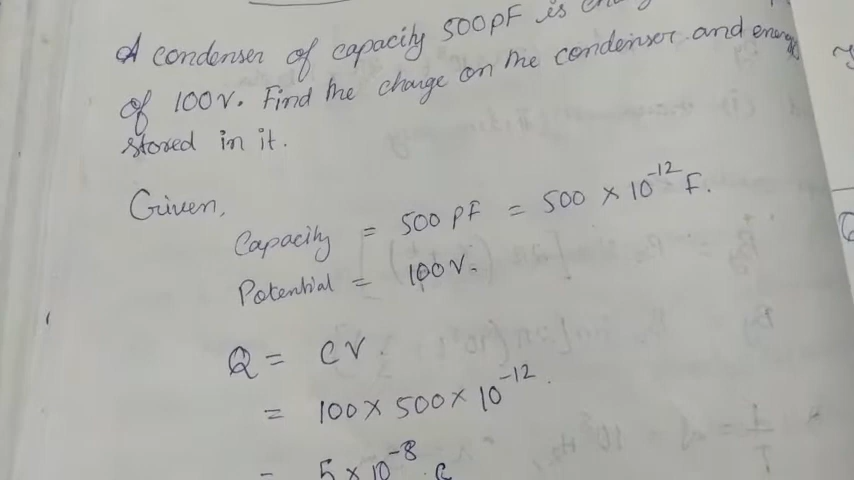 A condenser of capacity 500pF is
of 100V. Find the charge on the condenser and energy
stored in it.
Given,
Capacity = 500 PF = 500 × 10⁻¹² F.
Potential = 100V.
Q = CV.
= 100 × 500 × 10⁻¹².
= 5 × 10⁻⁸ C